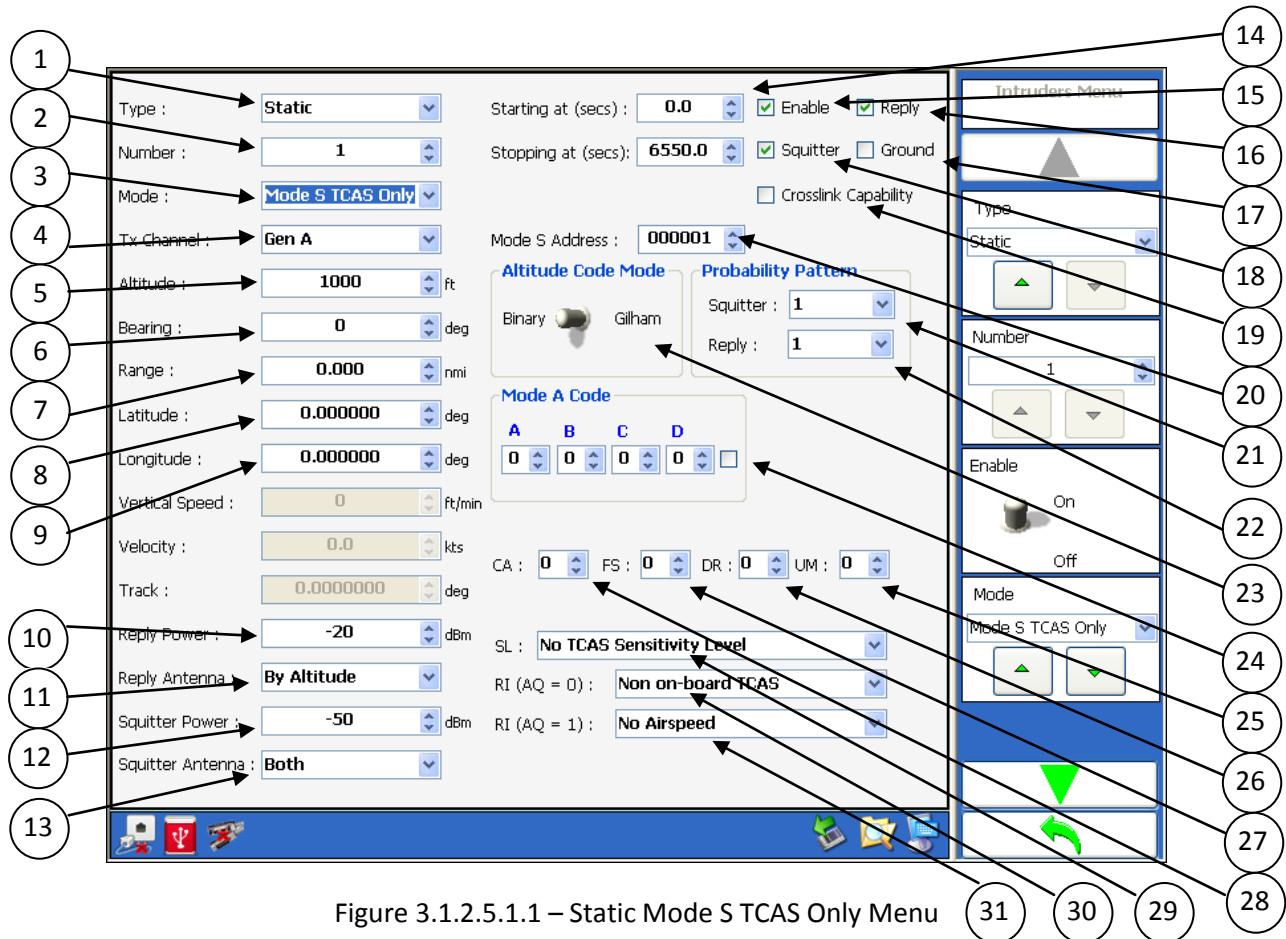 1
2
3
4
5
6
7
8
9
10
11
12
13
Type : Static
Number : 1
Mode : Mode S TCAS Only
Tx Channel : Gen A
Altitude : 1000 ft
Bearing : 0 deg
Range : 0.000 nmi
Latitude : 0.000000 deg
Longitude : 0.000000 deg
Vertical Speed : 0 ft/min
Velocity : 0.0 kts
Track : 0.0000000 deg
Reply Power : -20 dBm
Reply Antenna : By Altitude
Squitter Power : -50 dBm
Squitter Antenna : Both
Starting at (secs) : 0.0 Enable Reply
Stopping at (secs): 6550.0 Squitter Ground
Crosslink Capability
Mode S Address : 000001
Altitude Code Mode
Binary Gilham
Probability Pattern
Squitter : 1
Reply : 1
Mode A Code
A B C D
0 0 0 0
CA : 0 FS : 0 DR : 0 UM : 0
SL : No TCAS Sensitivity Level
RI (AQ = 0) : Non on-board TCAS
RI (AQ = 1) : No Airspeed
Intruders Menu
Type
Static
Number
1
Enable
On
Off
Mode
Mode S TCAS Only
14
15
16
17
18
19
20
21
22
23
24
25
26
27
28
29
30
31
Figure 3.1.2.5.1.1 – Static Mode S TCAS Only Menu